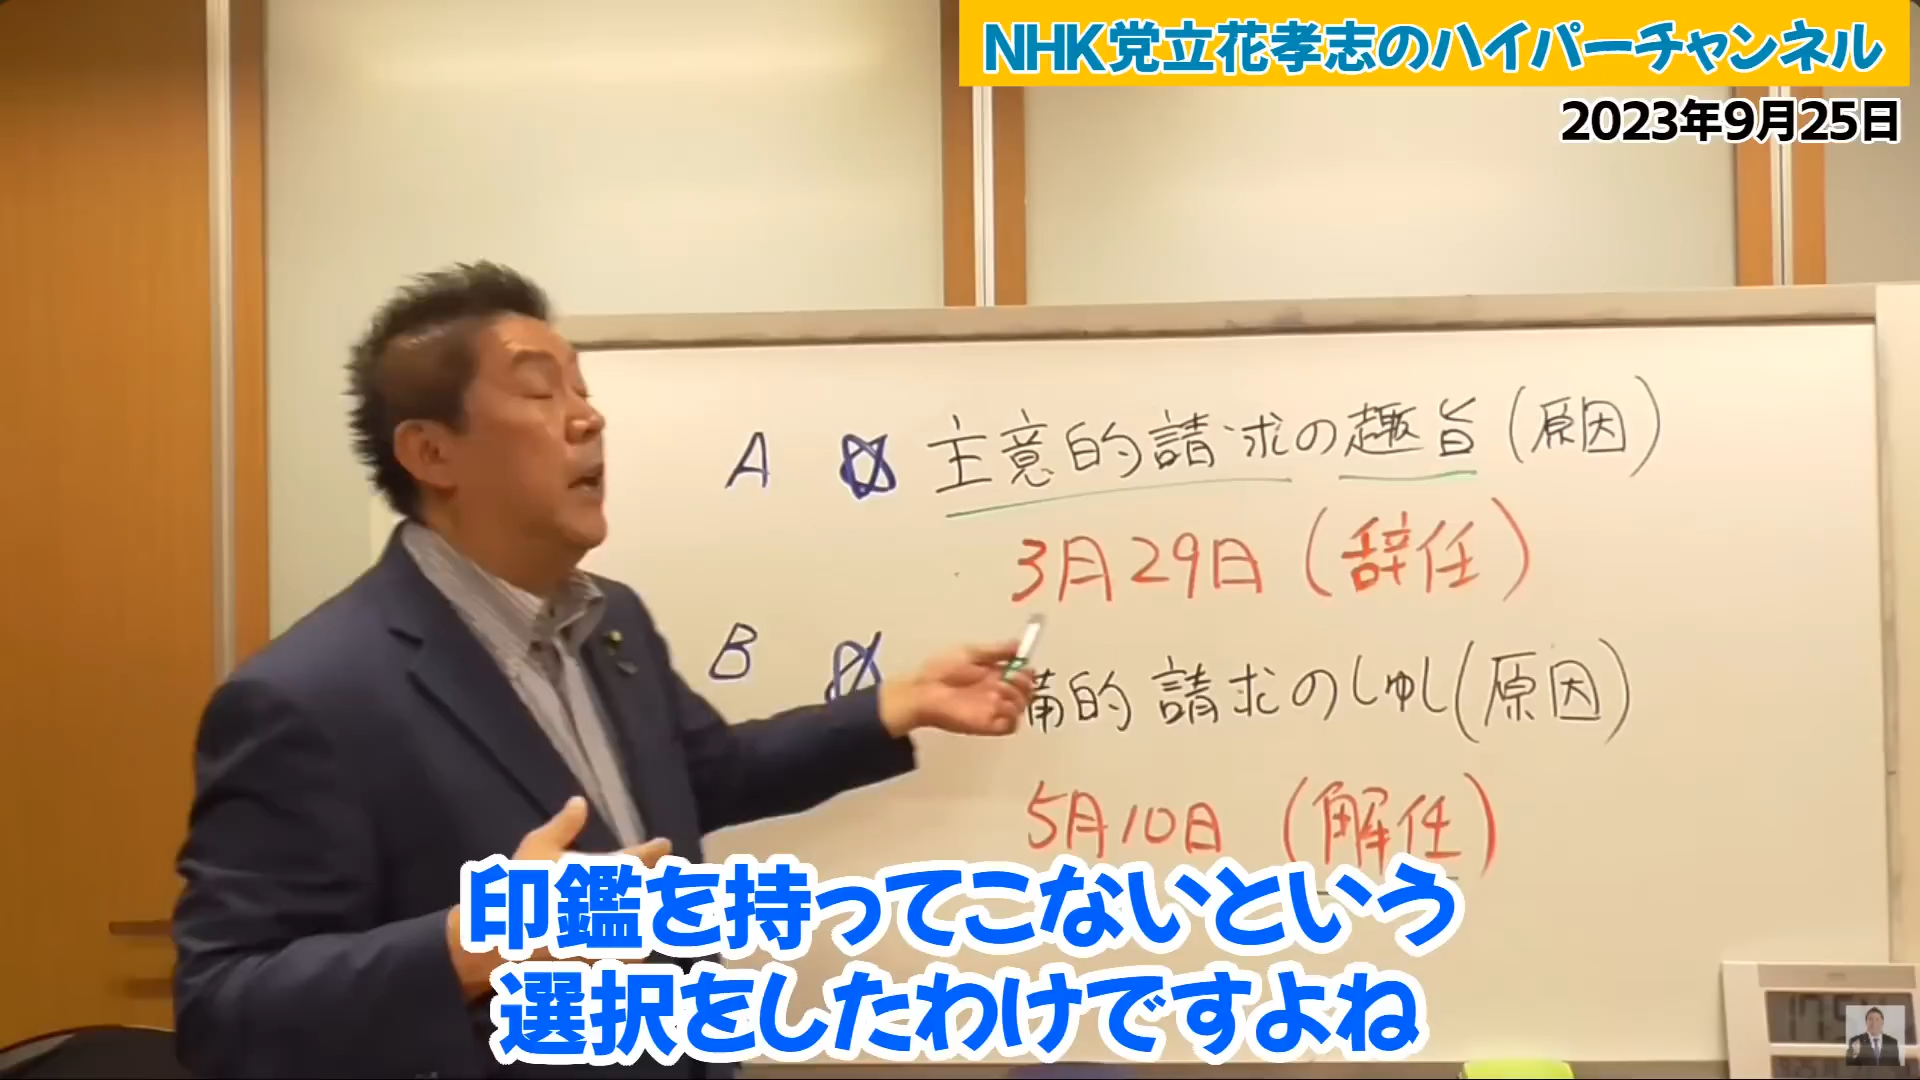 NHK党立花孝志のハイパーチャンネル
2023年9月25日
A 主意的請求の趣旨(原因)
3月29日(辞任)
B 備的請求のしゅし(原因)
5月10日(解任)
印鑑を持ってこないという
選択をしたわけですよね